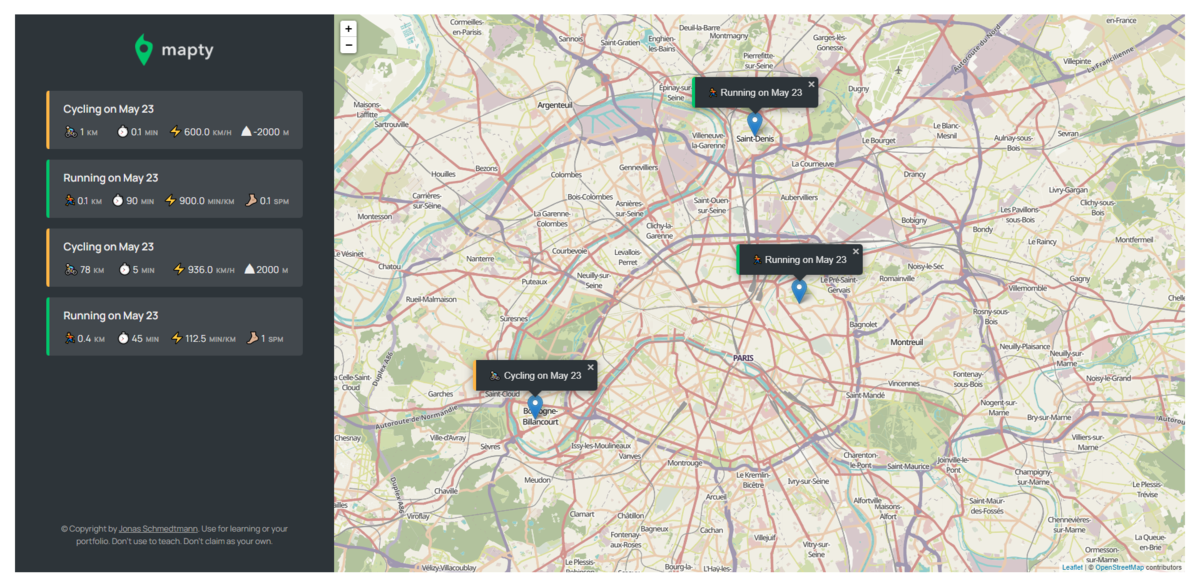 mapty
Cycling on May 23
1 KM 0.1 MIN 600.0 KM/H -2000 M
Running on May 23
0.1 KM 90 MIN 900.0 MIN/KM 0.1 SPM
Cycling on May 23
78 KM 5 MIN 936.0 KM/H 2000 M
Running on May 23
0.4 KM 45 MIN 112.5 MIN/KM 1 SPM
© Copyright by Jonas Schmedtmann. Use for learning or your
portfolio. Don't use to teach. Don't claim as your own.
+
−
Cormeilles-
en-Parisis
Sannois
Saint-Gratien
Enghien-
les-Bains
Deuil-la-Barre
Montmagny
Pierrefitte-
sur-Seine
Garges-lès-
Gonesse
Autoroute du Nord
en-France
Villepinte
La Francilienne
Maisons-
Laffitte
Sartrouville
Argenteuil
Épinay-sur-
Seine
Running on May 23
×
Dugny
Villeneuve-
la-Garenne
Saint-Denis
Le Bourget
Le Blanc-
Mesnil
Aulnay-sous-
Bois
Sevran
Houilles
Bezons
Colombes
Gennevilliers
La Courneuve
Drancy
Livry-Gargan
Carrières-
sur-Seine
Montesson
Bois-Colombes
La Garenne-
Colombes
Asnières-
sur-Seine
Saint-Ouen-
sur-Seine
Aubervilliers
Bobigny
Les Pavillons-
sous-Bois
Clichy-sous-
Bois
Bondy
Clichy-la-
Garenne
Le Vésinet
Chatou
Nanterre
Courbevoie
Levallois-
Perret
Puteaux
Neuilly-sur-
Seine
Running on May 23
×
Le Pré-Saint-
Gervais
Noisy-le-Sec
Romainville
Le Raincy
Montfermeil
Gagny
Villemomble
Chelle
Rueil-Malmaison
Suresnes
Rosny-sous-
Bois
Bagnolet
Montreuil
Neuilly-Plaisance
Neuilly-sur-
Marne
PARIS
Duplex A86
La Celle-Saint-
Cloud
Cycling on May 23
×
Garches
Saint-Cloud
Boulogne-
Billancourt
Autoroute de Normandie
Vincennes
Saint-Mandé
Fontenay-
sous-Bois
Noisy-le-Grand
Nogent-sur-
Marne
Bry-sur-Marne
Autorou
Chesnay
Ville-d'Avray
Sèvres
Issy-les-Moulineaux
Vanves
Montrouge
Charenton-
le-Pont
Saint-Maurice
Joinville-le-
Pont
Villiers-sur-
Marne
Champigny-
sur-Marne
Meudon
Le Kremlin-
Bicêtre
Ivry-sur-Seine
Le Plessis-
Trévise
Chaville
Duplex A86
ailles
Viroflay
Clamart
Châtillon
Arcueil
Bagneux
Cachan
Villejuif
Alfortville
Maisons-
Alfort
Saint-Maur-
des-Fossés
Chennevières-
sur-Marne
Fontenay-
aux-Roses
Vitry-sur-
Seine
La Queue-
en-Brie
Ormesson-
sur-Marne
Vélizy-Villacoublay
Le Plessis-
Robinson
Bourg-la-
L'Haÿ-les-
Leaflet | © OpenStreetMap contributors